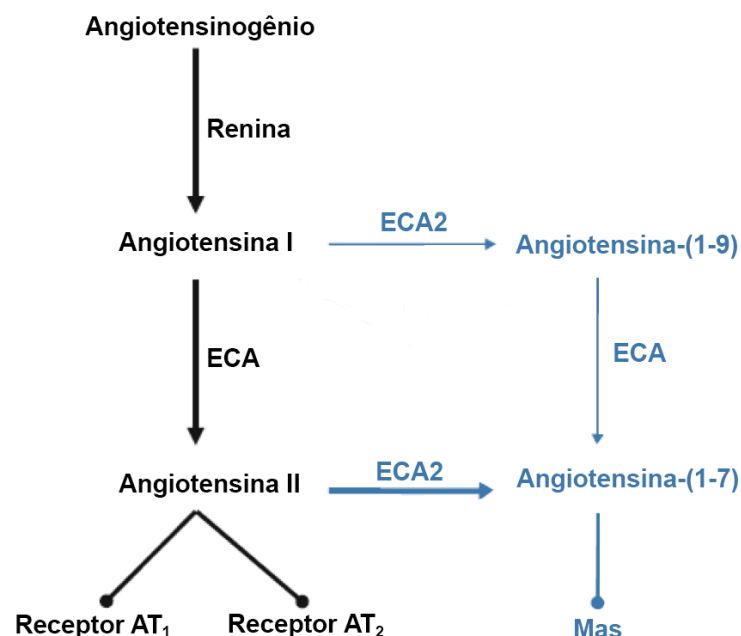 Angiotensinogênio
Renina
Angiotensina I
ECA2
Angiotensina-(1-9)
ECA
ECA
Angiotensina II
ECA2
Angiotensina-(1-7)
Receptor AT₁
Receptor AT₂
Mas